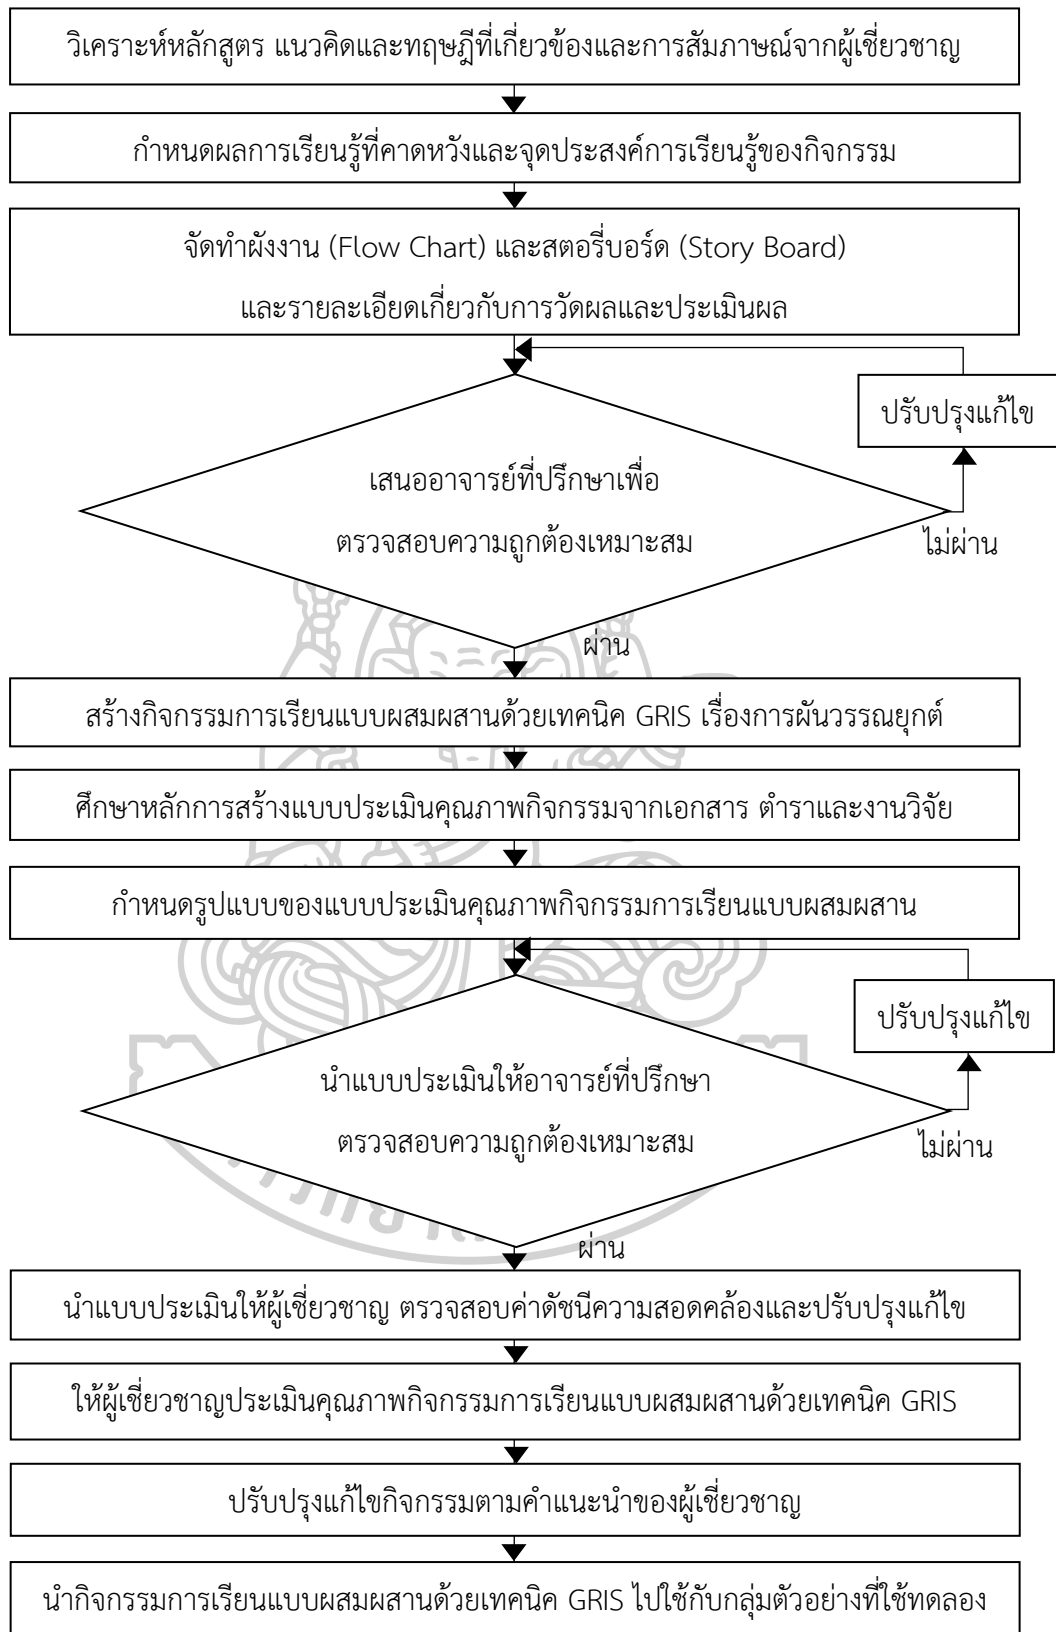 วิเคราะห์หลักสูตร แนวคิดและทฤษฎีที่เกี่ยวข้องและการสัมภาษณ์จากผู้เชี่ยวชาญ
กำหนดผลการเรียนรู้ที่คาดหวังและจุดประสงค์การเรียนรู้ของกิจกรรม
จัดทำผังงาน (Flow Chart) และสตอรี่บอร์ด (Story Board)
และรายละเอียดเกี่ยวกับการวัดผลและประเมินผล
ปรับปรุงแก้ไข
เสนออาจารย์ที่ปรึกษาเพื่อ
ตรวจสอบความถูกต้องเหมาะสม
ไม่ผ่าน
ผ่าน
สร้างกิจกรรมการเรียนแบบผสมผสานด้วยเทคนิค GRIS เรื่องการผันวรรณยุกต์
ศึกษาหลักการสร้างแบบประเมินคุณภาพกิจกรรมจากเอกสาร ตำราและงานวิจัย
กำหนดรูปแบบของแบบประเมินคุณภาพกิจกรรมการเรียนแบบผสมผสาน
ปรับปรุงแก้ไข
นำแบบประเมินให้อาจารย์ที่ปรึกษา
ตรวจสอบความถูกต้องเหมาะสม
ไม่ผ่าน
ผ่าน
นำแบบประเมินให้ผู้เชี่ยวชาญ ตรวจสอบค่าดัชนีความสอดคล้องและปรับปรุงแก้ไข
ให้ผู้เชี่ยวชาญประเมินคุณภาพกิจกรรมการเรียนแบบผสมผสานด้วยเทคนิค GRIS
ปรับปรุงแก้ไขกิจกรรมตามคำแนะนำของผู้เชี่ยวชาญ
นำกิจกรรมการเรียนแบบผสมผสานด้วยเทคนิค GRIS ไปใช้กับกลุ่มตัวอย่างที่ใช้ทดลอง